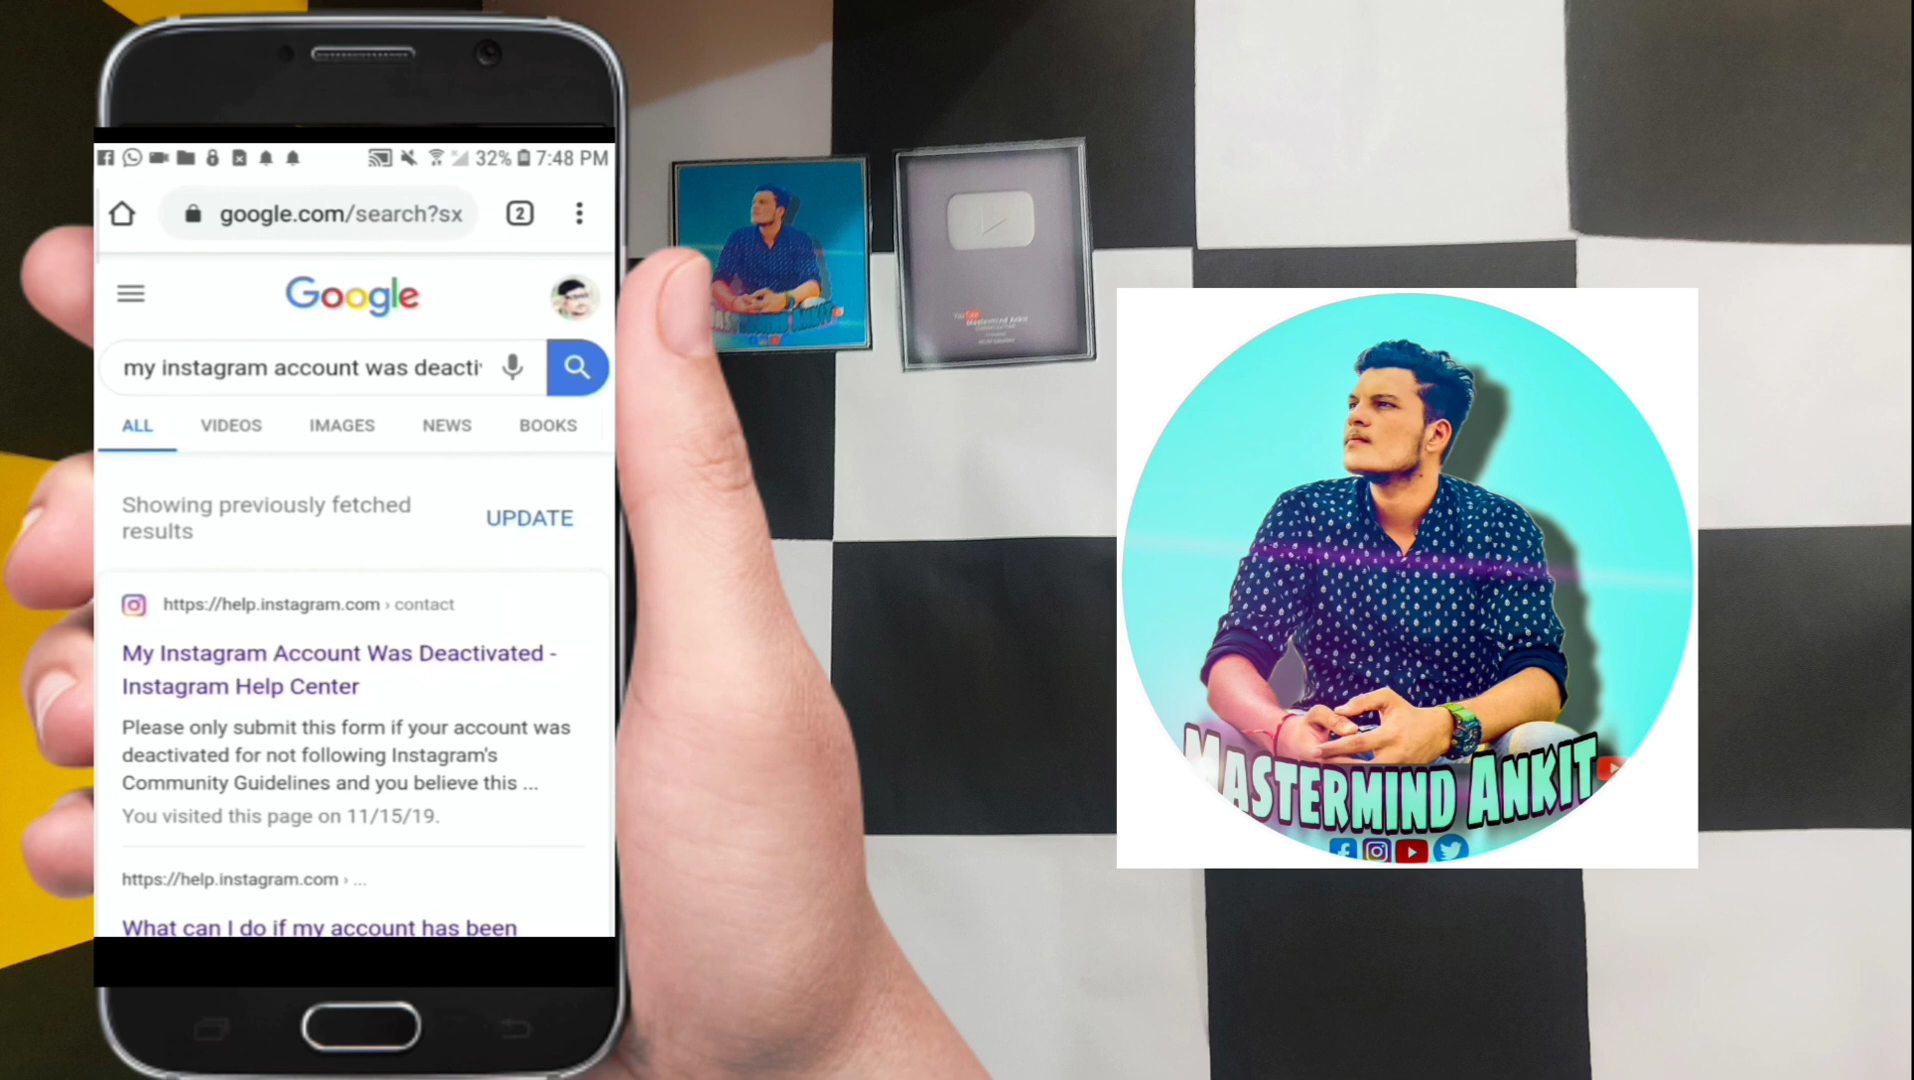 32% 7:48 PM
google.com/search?sx
2
Google
my instagram account was deacti
ALL VIDEOS IMAGES NEWS BOOKS
Showing previously fetched
results
UPDATE
https://help.instagram.com › contact
My Instagram Account Was Deactivated -
Instagram Help Center
Please only submit this form if your account was
deactivated for not following Instagram's
Community Guidelines and you believe this ...
You visited this page on 11/15/19.
https://help.instagram.com › ...
What can I do if my account has been
YouTube
Mastermind Ankit
MASTERMIND ANKIT